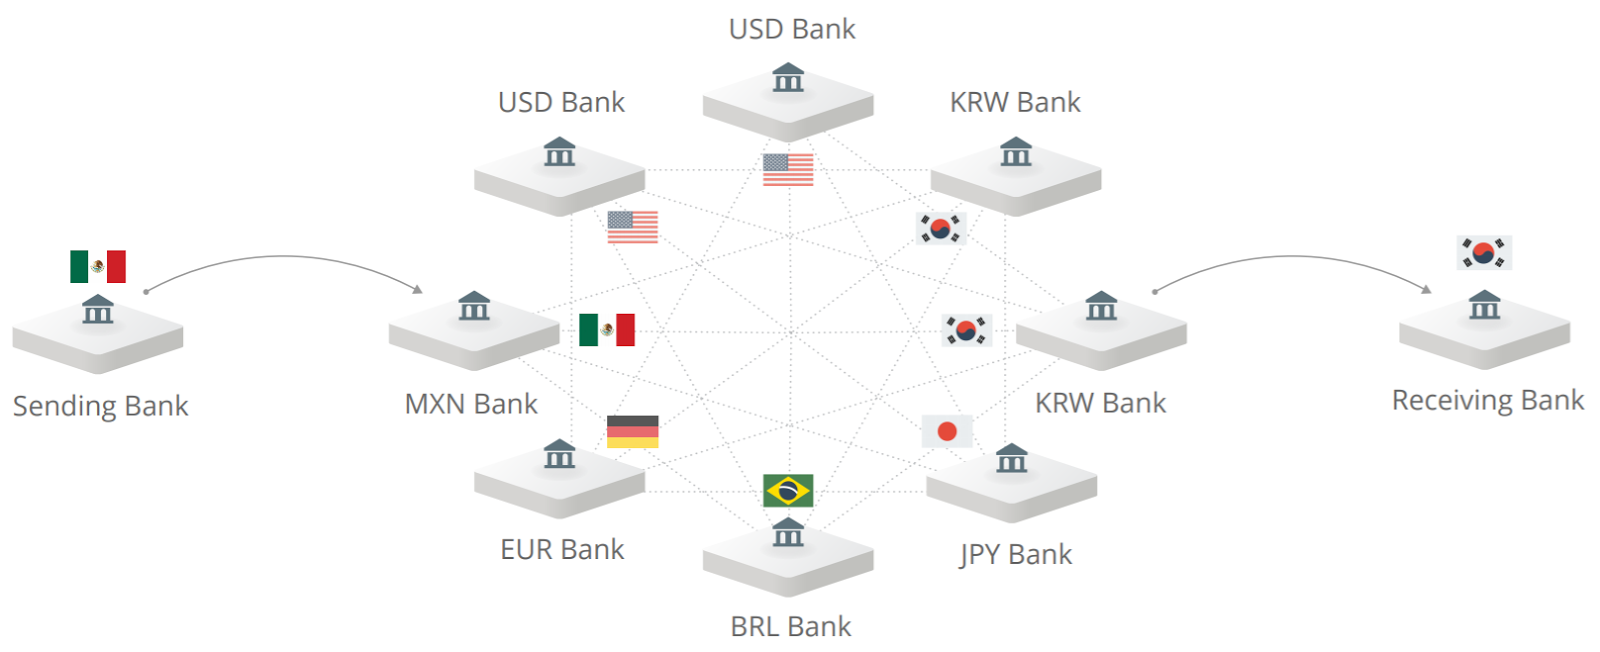 USD Bank
USD Bank
KRW Bank
Sending Bank
MXN Bank
KRW Bank
Receiving Bank
EUR Bank
JPY Bank
BRL Bank